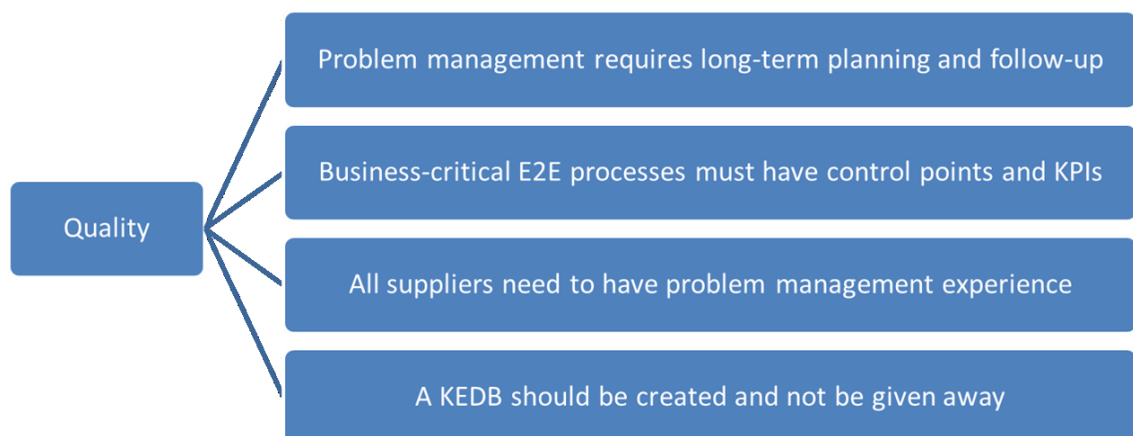 Problem management requires long-term planning and follow-up
Business-critical E2E processes must have control points and KPIs
Quality
All suppliers need to have problem management experience
A KEDB should be created and not be given away